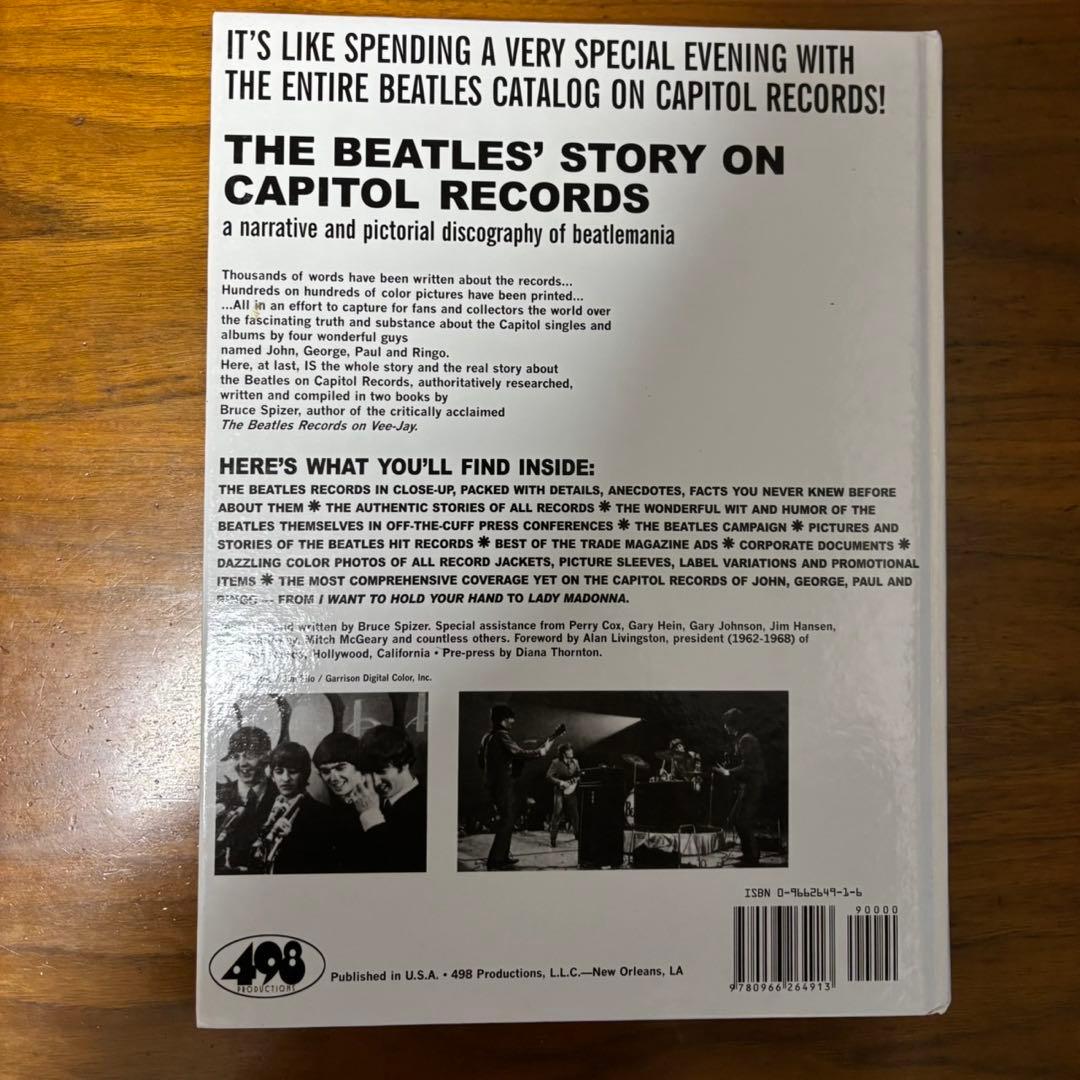 IT'S LIKE SPENDING A VERY SPECIAL EVENING WITH
THE ENTIRE BEATLES CATALOG ON CAPITOL RECORDS!
THE BEATLES' STORY ON
CAPITOL RECORDS
a narrative and pictorial discography of beatlemania
Thousands of words have been written about the records...
Hundreds on hundreds of color pictures have been printed...
...All in an effort to capture for fans and collectors the world over
the fascinating truth and substance about the Capitol singles and
albums by four wonderful guys
named John, George, Paul and Ringo.
Here, at last, IS the whole story and the real story about
the Beatles on Capitol Records, authoritatively researched,
written and compiled in two books by
Bruce Spizer, author of the critically acclaimed
The Beatles Records on Vee-Jay.
HERE'S WHAT YOU'LL FIND INSIDE:
THE BEATLES RECORDS IN CLOSE-UP, PACKED WITH DETAILS, ANECDOTES, FACTS YOU NEVER KNEW BEFORE
ABOUT THEM ✱ THE AUTHENTIC STORIES OF ALL RECORDS ✱ THE WONDERFUL WIT AND HUMOR OF THE
BEATLES THEMSELVES IN OFF-THE-CUFF PRESS CONFERENCES ✱ THE BEATLES CAMPAIGN ✱ PICTURES AND
STORIES OF THE BEATLES HIT RECORDS ✱ BEST OF THE TRADE MAGAZINE ADS ✱ CORPORATE DOCUMENTS ✱
DAZZLING COLOR PHOTOS OF ALL RECORD JACKETS, PICTURE SLEEVES, LABEL VARIATIONS AND PROMOTIONAL
ITEMS ✱ THE MOST COMPREHENSIVE COVERAGE YET ON THE CAPITOL RECORDS OF JOHN, GEORGE, PAUL AND
RINGO — FROM I WANT TO HOLD YOUR HAND TO LADY MADONNA.
and written by Bruce Spizer. Special assistance from Perry Cox, Gary Hein, Gary Johnson, Jim Hansen,
Mitch McGeary and countless others. Foreword by Alan Livingston, president (1962-1968) of
Hollywood, California • Pre-press by Diana Thornton.
/ Garrison Digital Color, Inc.
ISBN 0-9662649-1-6
90000
9 780966 264913
498
PRODUCTIONS
Published in U.S.A. • 498 Productions, L.L.C.—New Orleans, LA